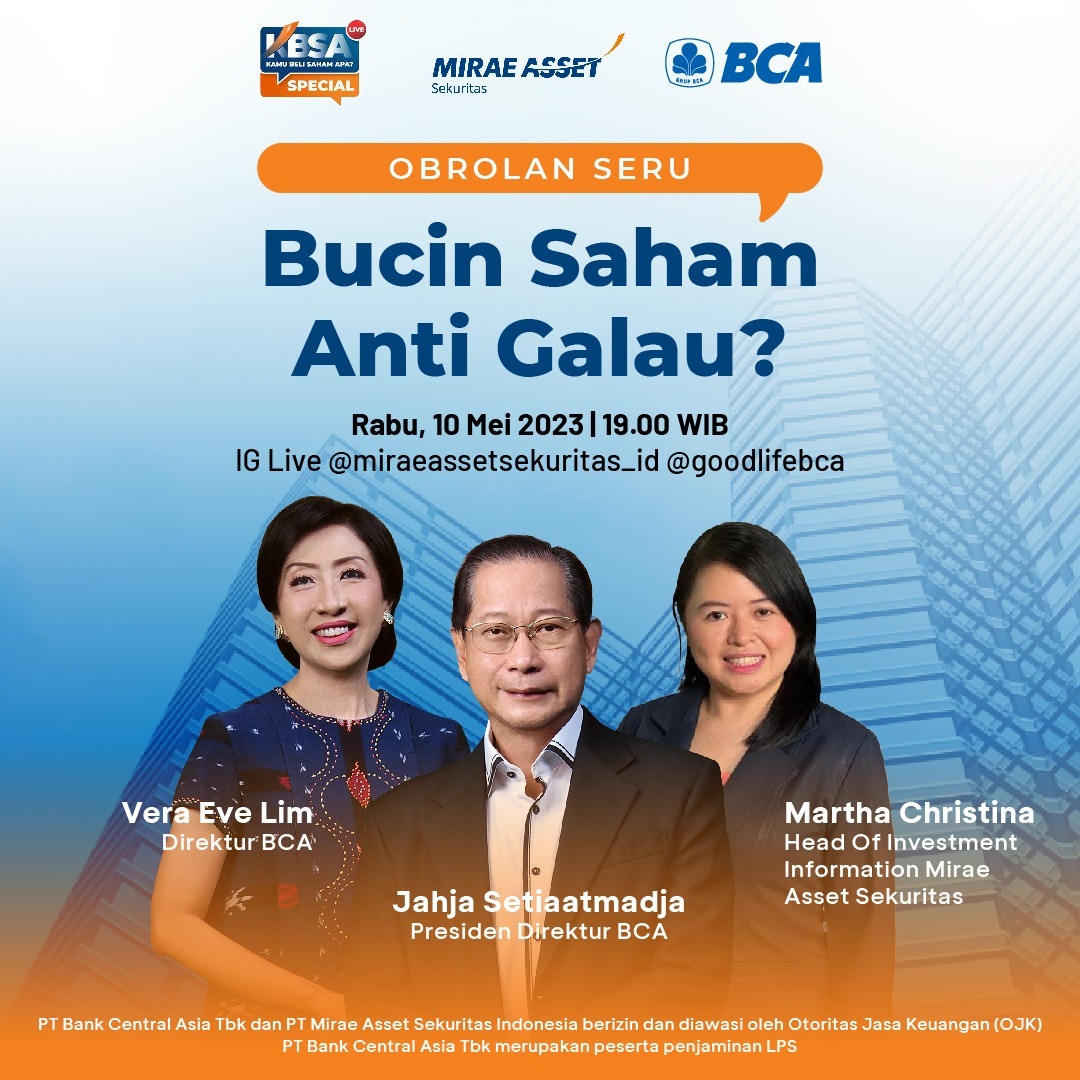 KBSA
LIVE
KAMU BELI SAHAM APA?
SPECIAL
MIRAE ASSET
Sekuritas
GRUP BCA
BCA
OBROLAN SERU
Bucin Saham
Anti Galau?
Rabu, 10 Mei 2023 | 19.00 WIB
IG Live @miraeassetsekuritas_id @goodlifebca
Vera Eve Lim
Direktur BCA
Jahja Setiaatmadja
Presiden Direktur BCA
Martha Christina
Head Of Investment
Information Mirae
Asset Sekuritas
PT Bank Central Asia Tbk dan PT Mirae Asset Sekuritas Indonesia berizin dan diawasi oleh Otoritas Jasa Keuangan (OJK)
PT Bank Central Asia Tbk merupakan peserta penjaminan LPS